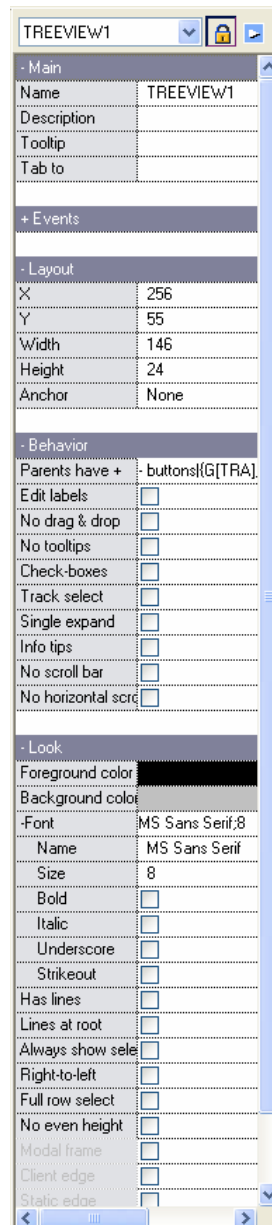 TREEVIEW1
- Main
Name TREEVIEW1
Description
Tooltip
Tab to
+ Events
- Layout
X 256
Y 55
Width 146
Height 24
Anchor None
- Behavior
Parents have + - buttons|{G[TRA]_
Edit labels
No drag & drop
No tooltips
Check-boxes
Track select
Single expand
Info tips
No scroll bar
No horizontal scrc
- Look
Foreground color
Background color
-Font MS Sans Serif;8
Name MS Sans Serif
Size 8
Bold
Italic
Underscore
Strikeout
Has lines
Lines at root
Always show sele
Right-to-left
Full row select
No even height
Modal frame
Client edge
Static edge